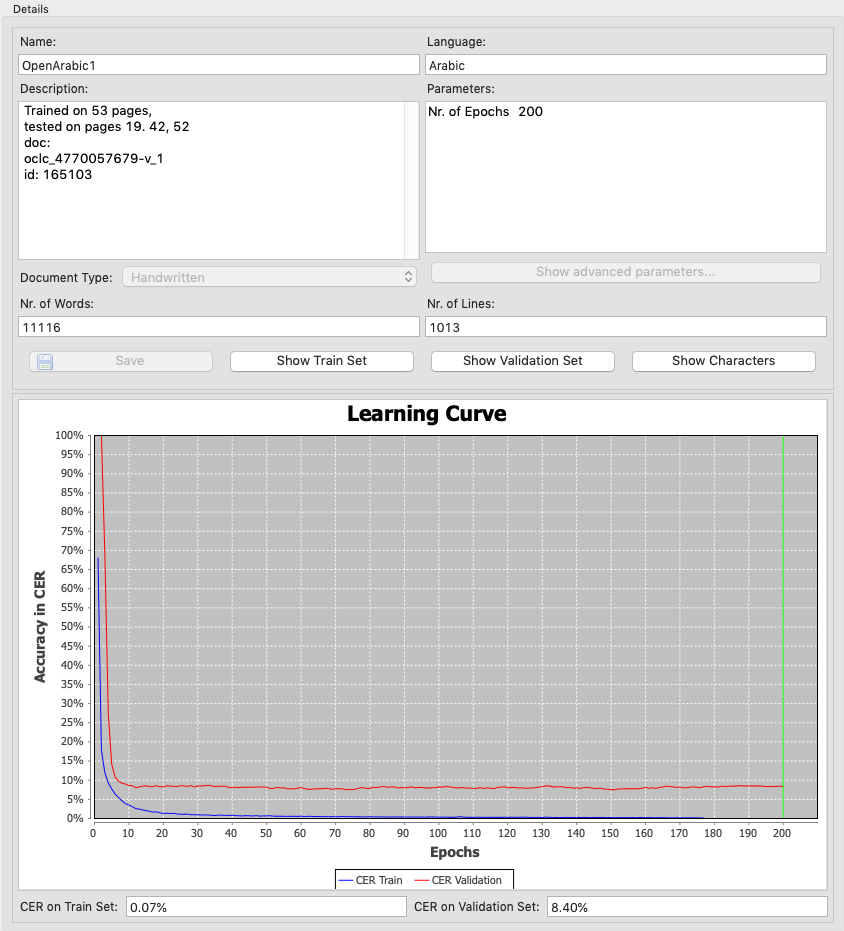 Details
Name:
Language:
OpenArabic1
Arabic
Description:
Parameters:
Trained on 53 pages,
tested on pages 19. 42, 52
doc:
oclc_4770057679-v_1
id: 165103
Nr. of Epochs 200
Document Type:
Handwritten
Show advanced parameters...
Nr. of Words:
Nr. of Lines:
11116
1013
Save
Show Train Set
Show Validation Set
Show Characters
Learning Curve
100%
95%
90%
85%
80%
75%
70%
65%
60%
55%
50%
45%
40%
35%
30%
25%
20%
15%
10%
5%
0%
Accuracy in CER
0 10 20 30 40 50 60 70 80 90 100 110 120 130 140 150 160 170 180 190 200
Epochs
CER Train CER Validation
CER on Train Set: 0.07% CER on Validation Set: 8.40%